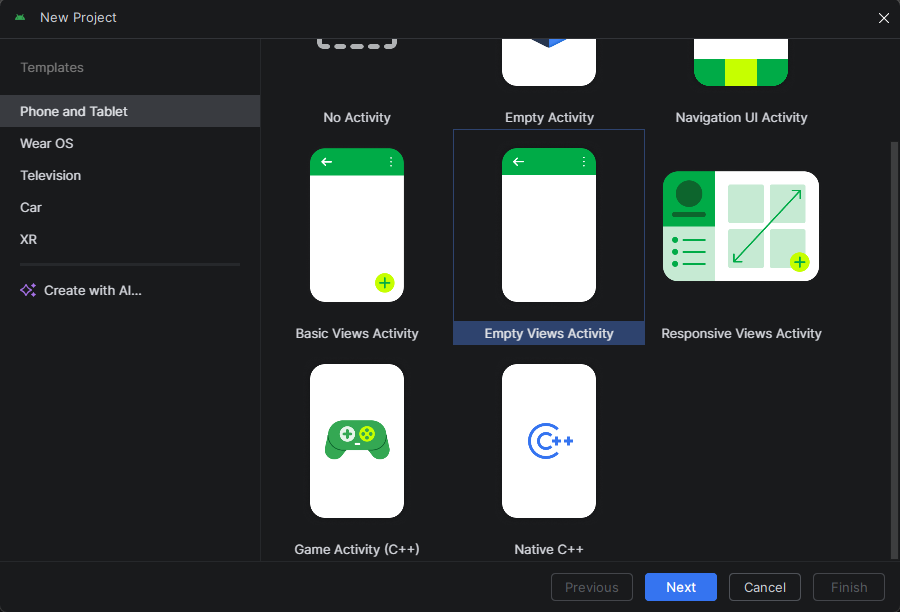 New Project
Templates
Phone and Tablet
Wear OS
Television
Car
XR
Create with AI...
No Activity
Empty Activity
Navigation UI Activity
Basic Views Activity
Empty Views Activity
Responsive Views Activity
C++
Game Activity (C++)
Native C++
Previous
Next
Cancel
Finish